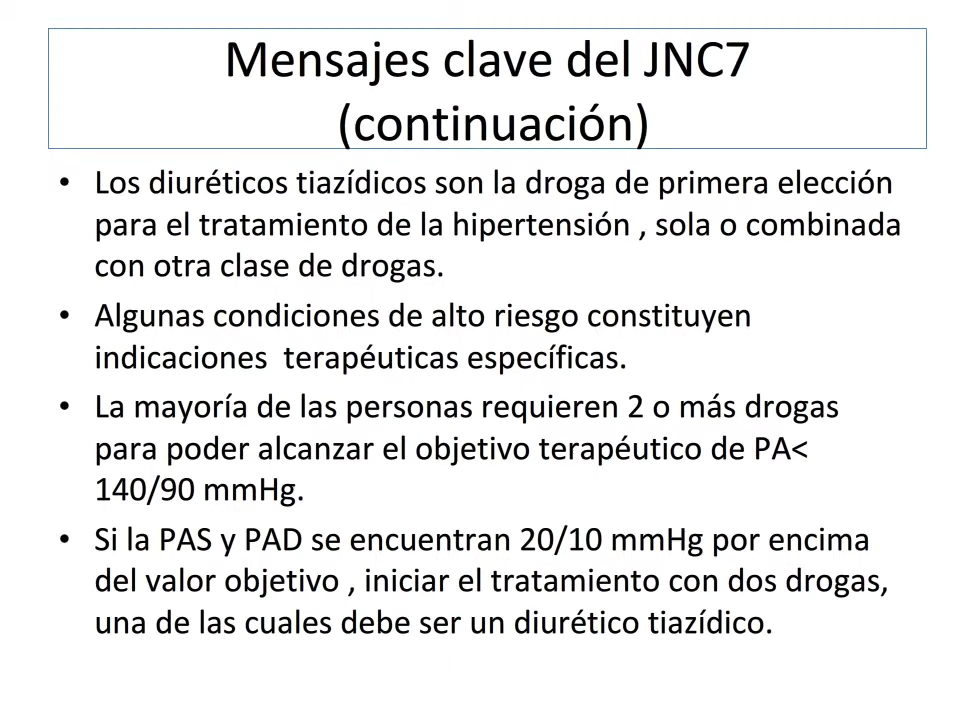 Mensajes clave del JNC7
(continuación)
• Los diuréticos tiazídicos son la droga de primera elección
para el tratamiento de la hipertensión , sola o combinada
con otra clase de drogas.
• Algunas condiciones de alto riesgo constituyen
indicaciones  terapéuticas específicas.
• La mayoría de las personas requieren 2 o más drogas
para poder alcanzar el objetivo terapéutico de PA<
140/90 mmHg.
• Si la PAS y PAD se encuentran 20/10 mmHg por encima
del valor objetivo , iniciar el tratamiento con dos drogas,
una de las cuales debe ser un diurético tiazídico.